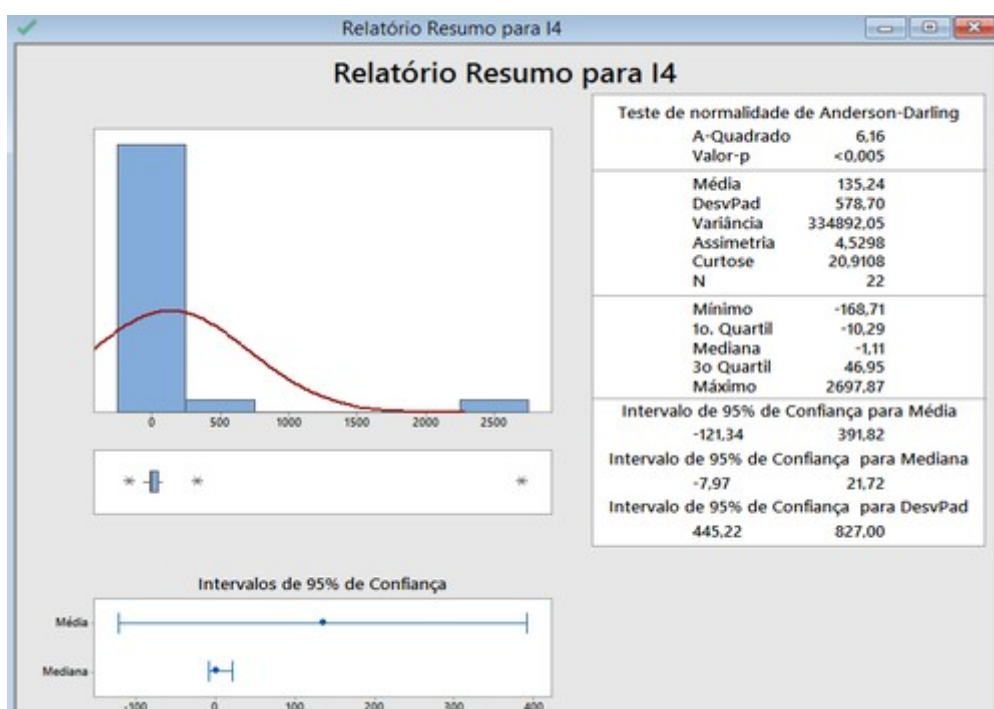 Relatório Resumo para I4
Relatório Resumo para I4
Teste de normalidade de Anderson-Darling
A-Quadrado 6,16
Valor-p <0,005
Média 135,24
DesvPad 578,70
Variância 334892,05
Assimetria 4,5298
Curtose 20,9108
N 22
Mínimo -168,71
1o. Quartil -10,29
Mediana -1,11
3o Quartil 46,95
Máximo 2697,87
Intervalo de 95% de Confiança para Média
-121,34 391,82
Intervalo de 95% de Confiança para Mediana
-7,97 21,72
Intervalo de 95% de Confiança para DesvPad
445,22 827,00
0 500 1000 1500 2000 2500
Intervalos de 95% de Confiança
Média
Mediana
-100 0 100 200 300 400